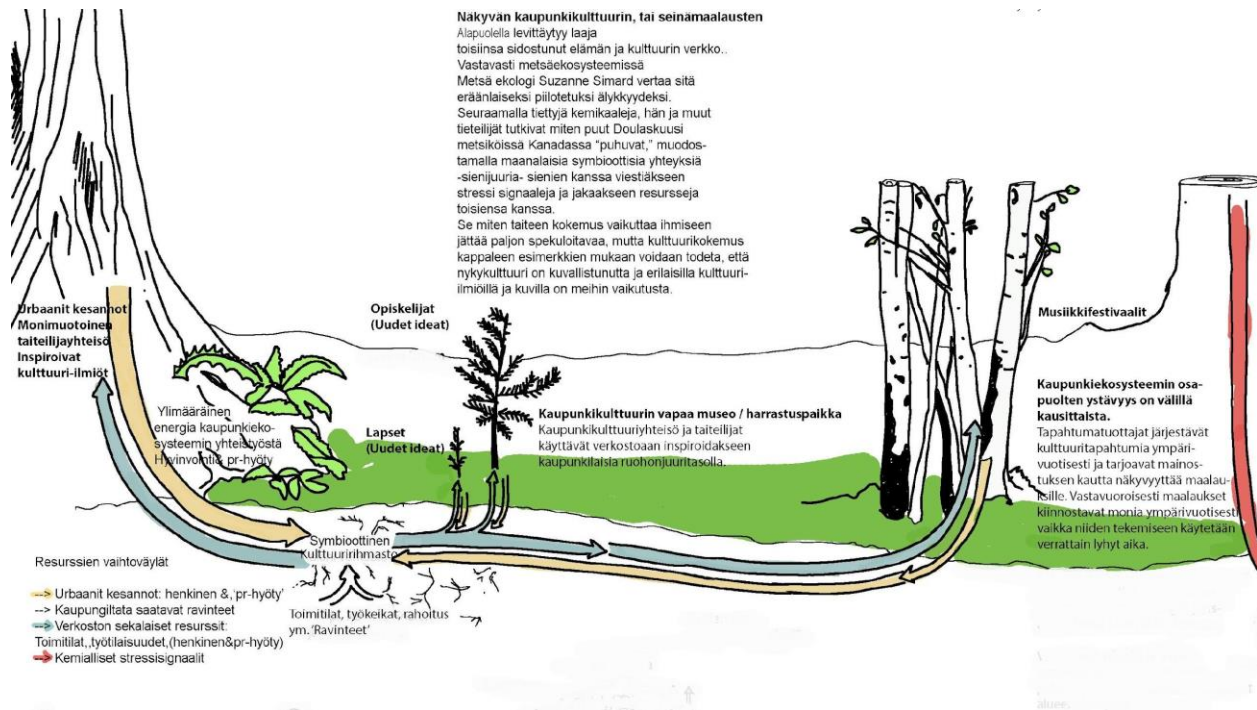 Näkyvän kaupunkikulttuurin, tai seinämaalausten
Alapuolella levittäytyy laaja
toisiinsa sidostunut elämän ja kulttuurin verkko..
Vastavasti metsäekosysteemissä
Metsä ekologi Suzanne Simard vertaa sitä
eräänlaiseksi piilotetuksi älykkyydeksi.
Seuraamalla tiettyjä kemikaaleja, hän ja muut
tieteilijät tutkivat miten puut Doulaskuusi
metsiköissä Kanadassa "puhuvat," muodos-
tamalla maanalaisia symbioottisia yhteyksiä
-sienijuuria- sienien kanssa viestiäkseen
stressi signaaleja ja jakaakseen resursseja
toisiensa kanssa.
Se miten taiteen kokemus vaikuttaa ihmiseen
jättää paljon spekuloitavaa, mutta kulttuurikokemus
kappaleen esimerkkien mukaan voidaan todeta, että
nykykulttuuri on kuvallistunutta ja erilaisilla kulttuuri-
ilmiöillä ja kuvilla on meihin vaikutusta.
Urbaanit kesannot
Monimuotoinen
taiteilijayhteisö
Inspiroivat
kulttuuri-ilmiöt
Opiskelijat
(Uudet ideat)
Musiikkifestivaalit
Ylimääräinen
energia kaupunkieko-
systeemin yhteistyöstä
Hyvinvointi& pr-hyöty
Lapset
(Uudet ideat)
Kaupunkikulttuurin vapaa museo / harrastuspaikka
Kaupunkikulttuuriyhteisö ja taiteilijat
käyttävät verkostoaan inspiroidakseen
kaupunkilaisia ruohonjuuritasolla.
Kaupunkiekosysteemin osa-
puolten ystävyys on välillä
kausittaista.
Tapahtumatuottajat järjestävät
kulttuuritapahtumia ympäri-
vuotisesti ja tarjoavat mainos-
tuksen kautta näkyvyyttä maalau-
ksille. Vastavuoroisesti maalaukset
kiinnostavat monia ympärivuotisesti
vaikka niiden tekemiseen käytetään
verrattain lyhyt aika.
Symbioottinen
Kulttuuririhmasto
Toimitilat, työkeikat, rahoitus
ym. 'Ravinteet'
Resurssien vaihtoväylät
--> Urbaanit kesannot: henkinen &,'pr-hyöty'
--> Kaupungiltata saatavat ravinteet
--> Verkoston sekalaiset resurssit:
Toimitilat,,työtilaisuudet,(henkinen&pr-hyöty)
--> Kemialliset stressisignaalit
aluee.